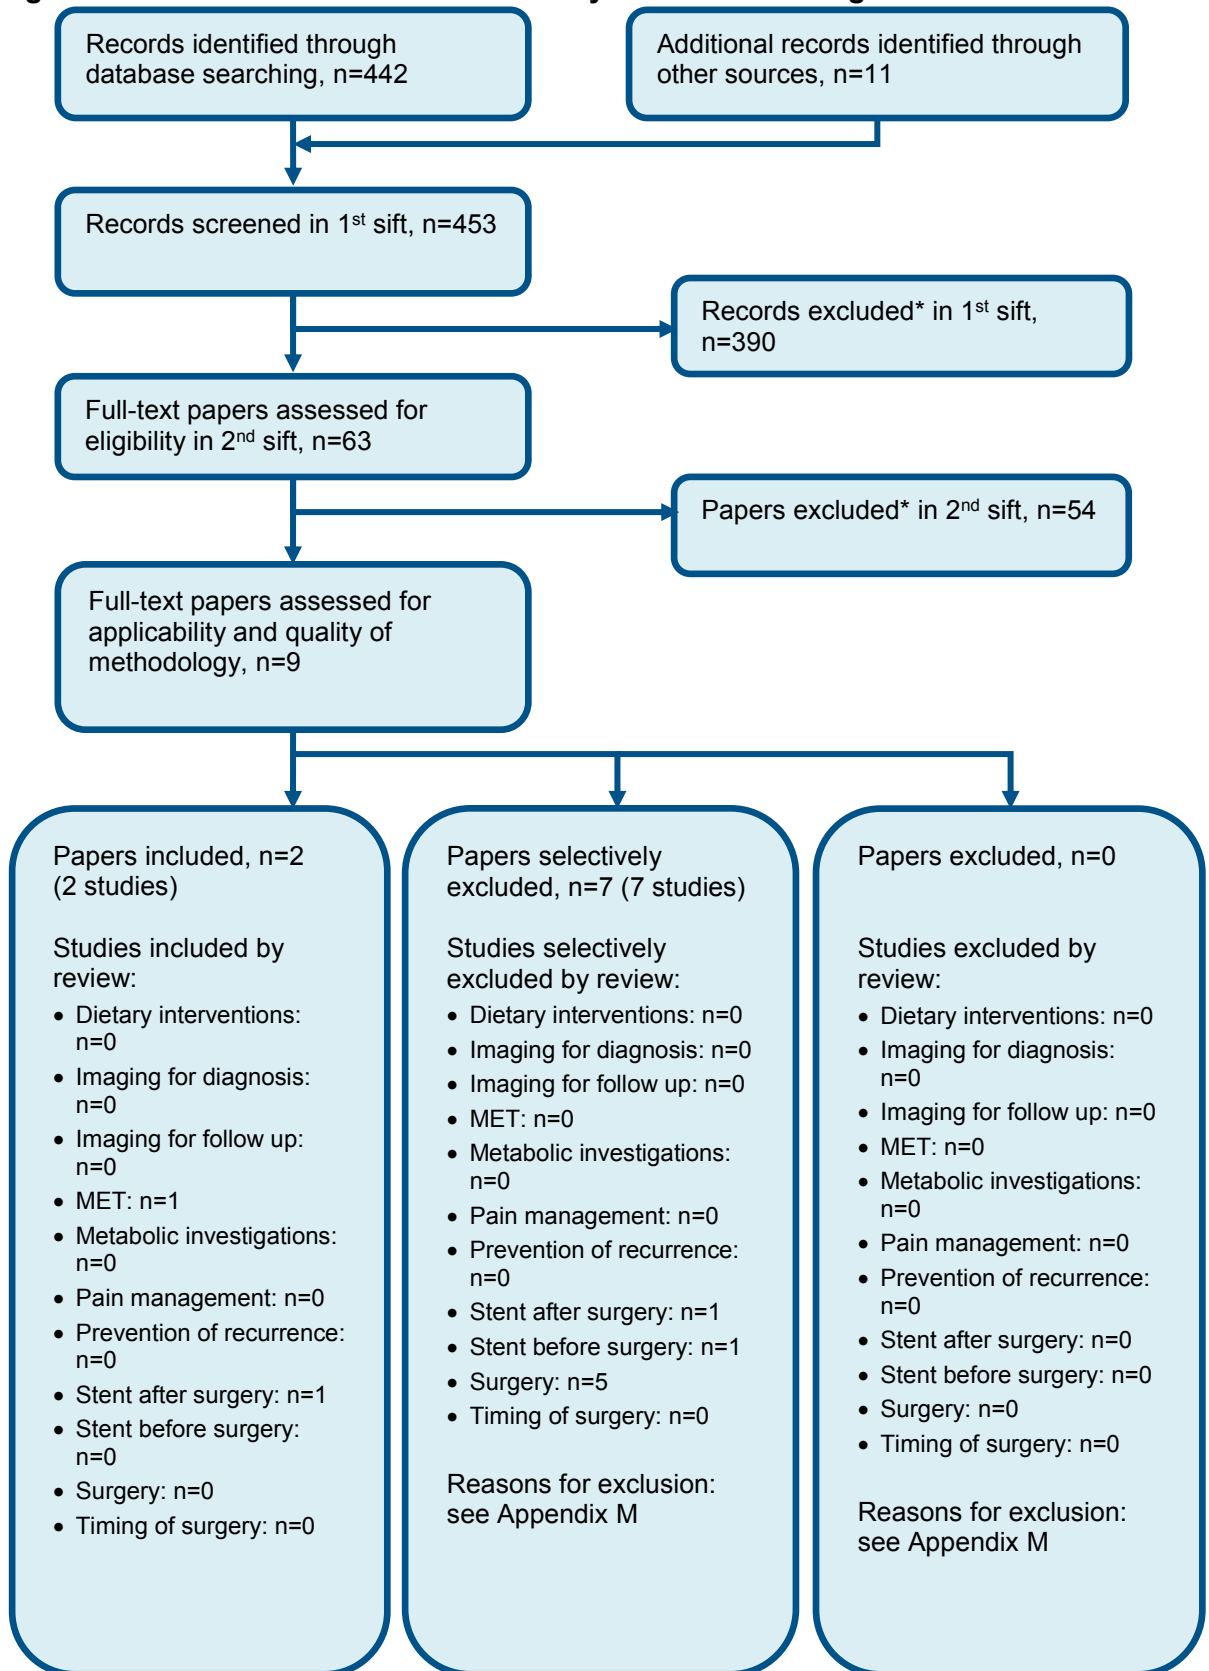 Records identified through
database searching, n=442
Additional records identified through
other sources, n=11
Records screened in 1st sift, n=453
Records excluded* in 1st sift,
n=390
Full-text papers assessed for
eligibility in 2nd sift, n=63
Papers excluded* in 2nd sift, n=54
Full-text papers assessed for
applicability and quality of
methodology, n=9
Papers included, n=2
(2 studies)
Studies included by
review:
• Dietary interventions:
n=0
• Imaging for diagnosis:
n=0
• Imaging for follow up:
n=0
• MET: n=1
• Metabolic investigations:
n=0
• Pain management: n=0
• Prevention of recurrence:
n=0
• Stent after surgery: n=1
• Stent before surgery:
n=0
• Surgery: n=0
• Timing of surgery: n=0
Papers selectively
excluded, n=7 (7 studies)
Studies selectively
excluded by review:
• Dietary interventions: n=0
• Imaging for diagnosis: n=0
• Imaging for follow up: n=0
• MET: n=0
• Metabolic investigations:
n=0
• Pain management: n=0
• Prevention of recurrence:
n=0
• Stent after surgery: n=1
• Stent before surgery: n=1
• Surgery: n=5
• Timing of surgery: n=0
Reasons for exclusion:
see Appendix M
Papers excluded, n=0
Studies excluded by
review:
• Dietary interventions: n=0
• Imaging for diagnosis:
n=0
• Imaging for follow up: n=0
• MET: n=0
• Metabolic investigations:
n=0
• Pain management: n=0
• Prevention of recurrence:
n=0
• Stent after surgery: n=0
• Stent before surgery: n=0
• Surgery: n=0
• Timing of surgery: n=0
Reasons for exclusion:
see Appendix M